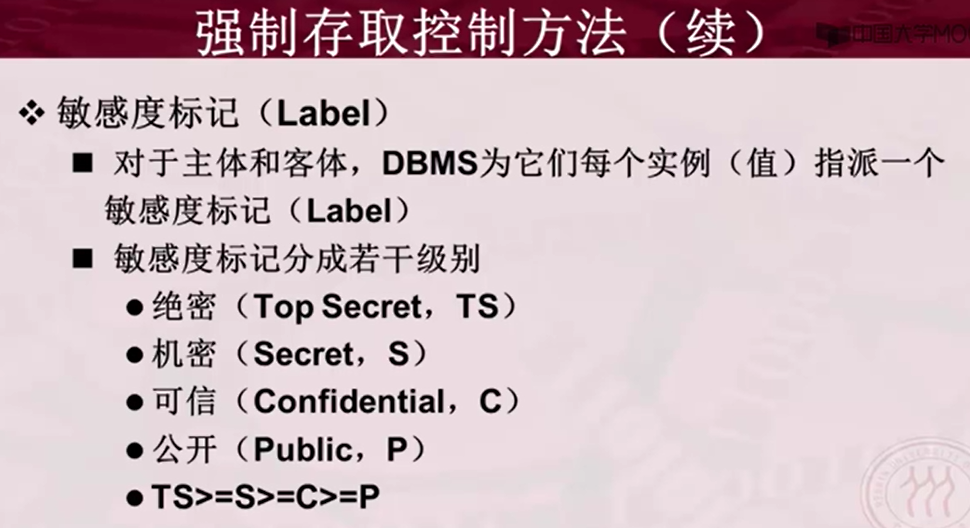 强制存取控制方法（续）
中国大学MO
敏感度标记（Label）
对于主体和客体，DBMS为它们每个实例（值）指派一个
敏感度标记（Label）
敏感度标记分成若干级别
绝密（Top Secret，TS）
机密（Secret，S）
可信（Confidential，C）
公开（Public，P）
TS>=S>=C>=P